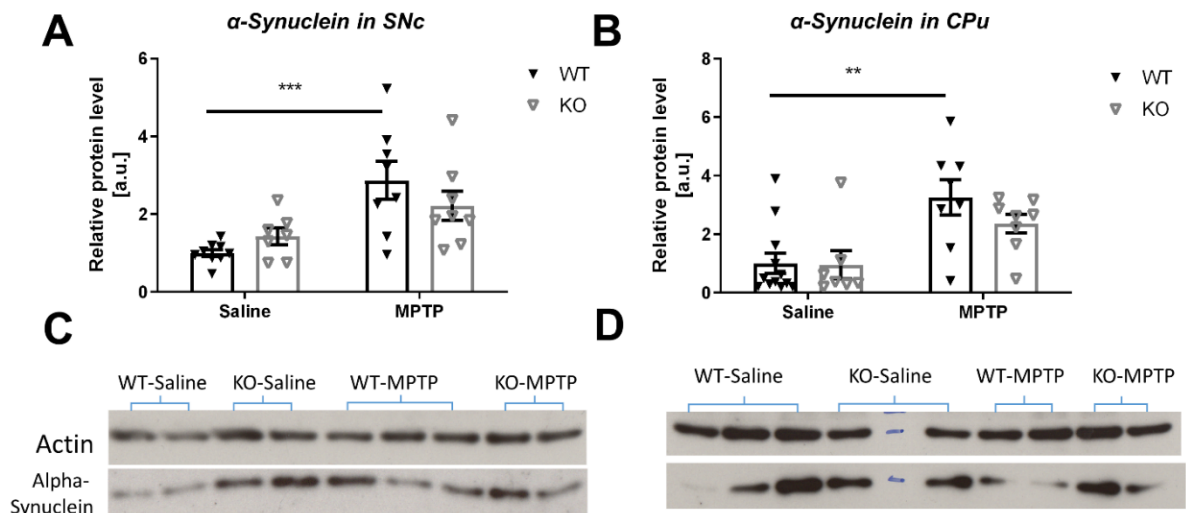 A
α-Synuclein in SNc
Relative protein level
[a.u.]
6
4
2
0
***
WT
KO
Saline
MPTP
B
α-Synuclein in CPu
Relative protein level
[a.u.]
8
6
4
2
0
**
WT
KO
Saline
MPTP
C
WT-Saline
KO-Saline
WT-MPTP
KO-MPTP
Actin
Alpha-
Synuclein
D
WT-Saline
KO-Saline
WT-MPTP
KO-MPTP